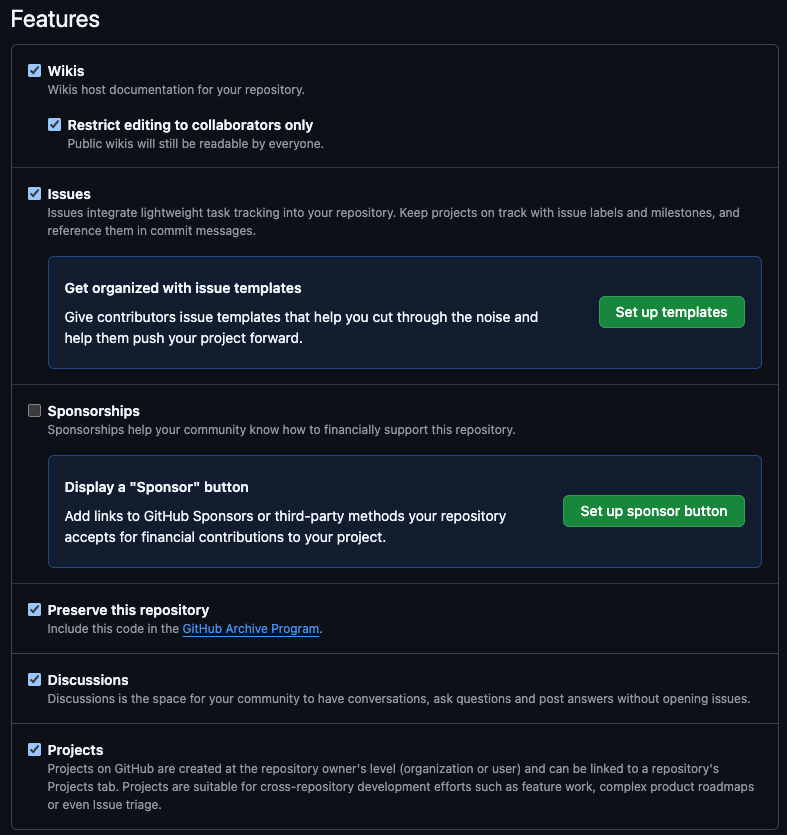 Features
Wikis
Wikis host documentation for your repository.
Restrict editing to collaborators only
Public wikis will still be readable by everyone.
Issues
Issues integrate lightweight task tracking into your repository. Keep projects on track with issue labels and milestones, and
reference them in commit messages.
Get organized with issue templates
Give contributors issue templates that help you cut through the noise and
help them push your project forward.
Set up templates
Sponsorships
Sponsorships help your community know how to financially support this repository.
Display a "Sponsor" button
Add links to GitHub Sponsors or third-party methods your repository
accepts for financial contributions to your project.
Set up sponsor button
Preserve this repository
Include this code in the GitHub Archive Program.
Discussions
Discussions is the space for your community to have conversations, ask questions and post answers without opening issues.
Projects
Projects on GitHub are created at the repository owner's level (organization or user) and can be linked to a repository's
Projects tab. Projects are suitable for cross-repository development efforts such as feature work, complex product roadmaps
or even Issue triage.